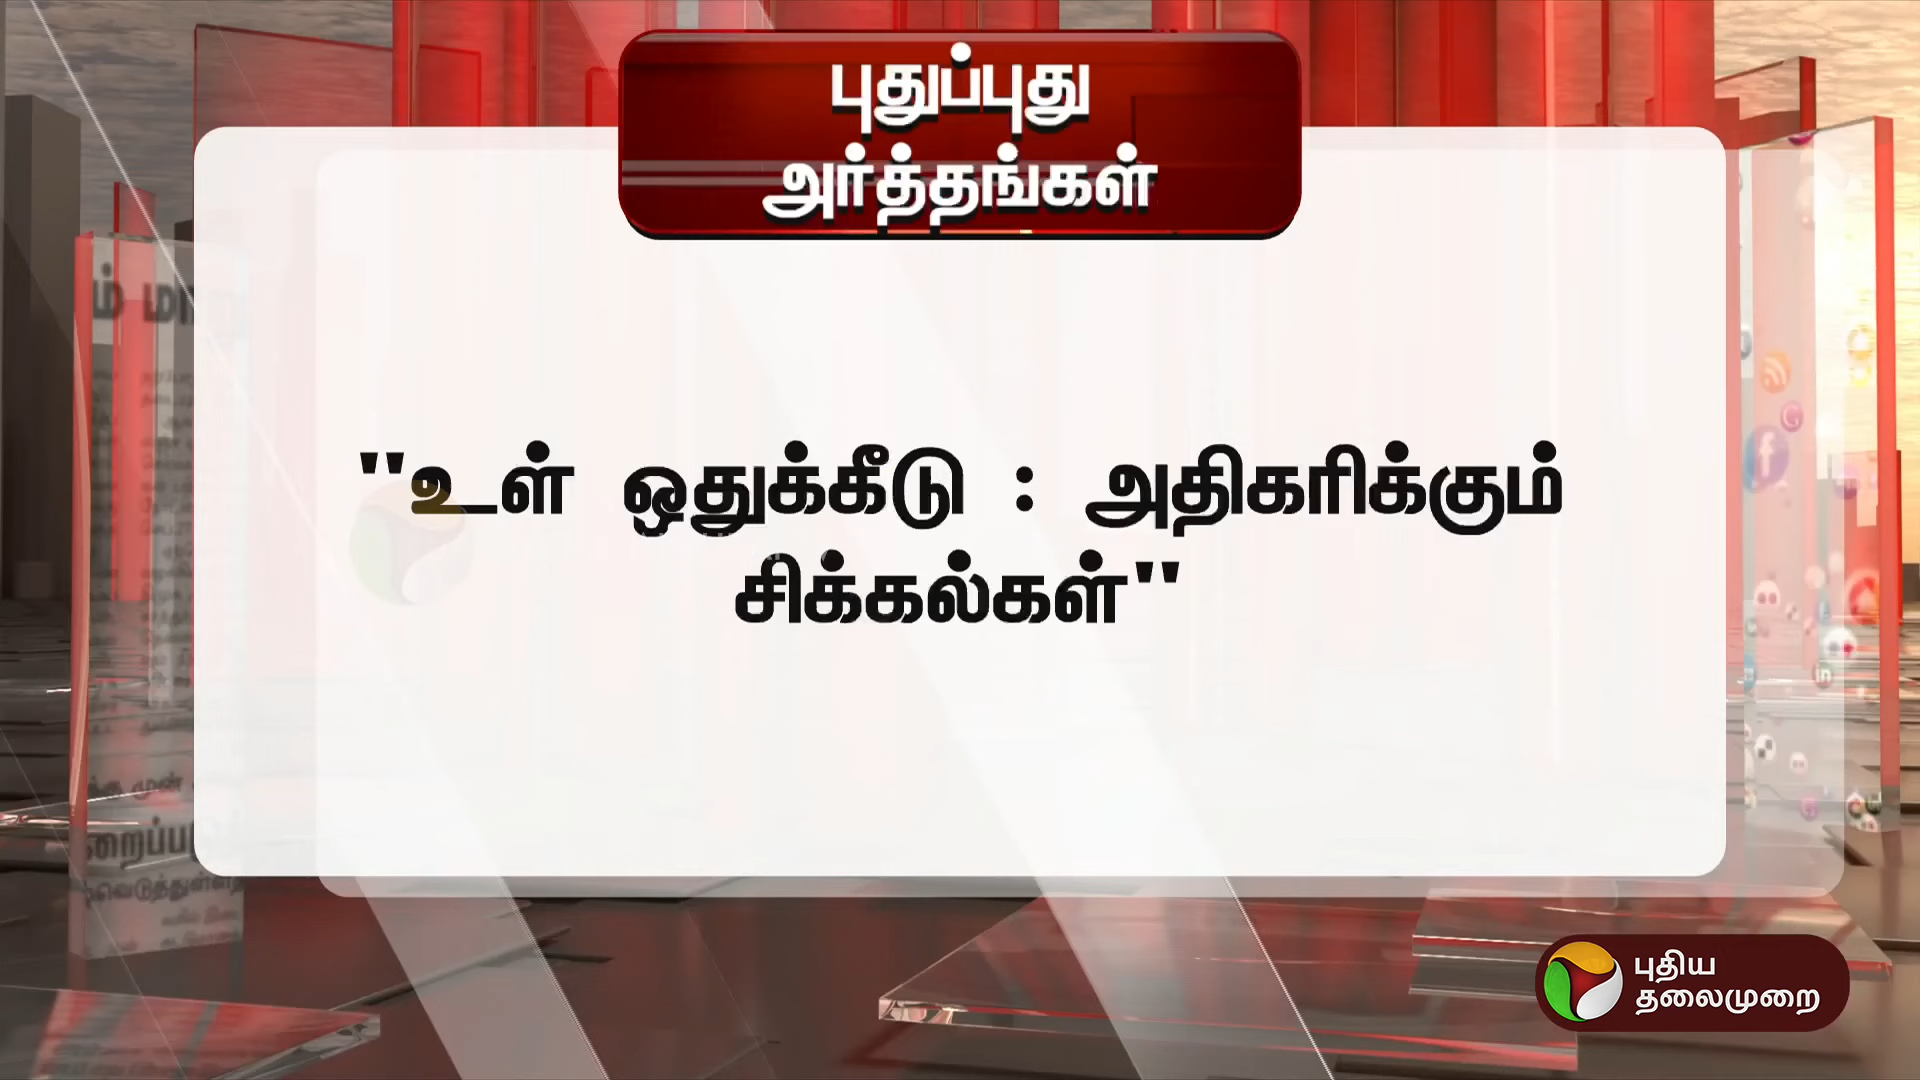 புதுப்புது
அர்த்தங்கள்
"உள் ஒதுக்கீடு : அதிகரிக்கும்
சிக்கல்கள்"
புதிய
தலைமுறை